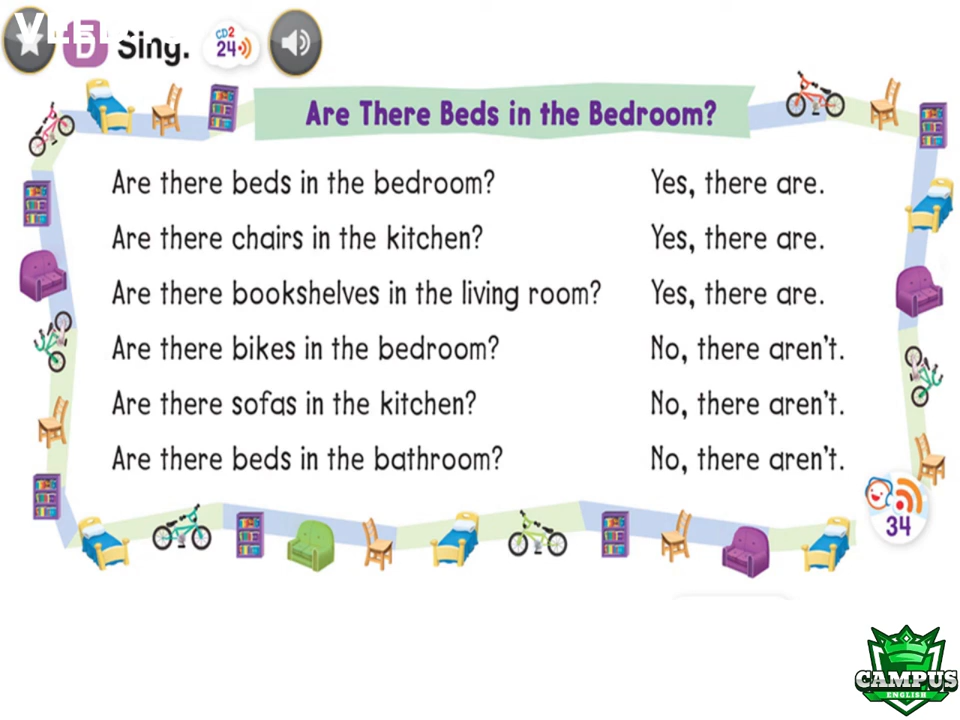 D Sing.
CD2
24
Are There Beds in the Bedroom?
Are there beds in the bedroom? Yes, there are.
Are there chairs in the kitchen? Yes, there are.
Are there bookshelves in the living room? Yes, there are.
Are there bikes in the bedroom? No, there aren't.
Are there sofas in the kitchen? No, there aren't.
Are there beds in the bathroom? No, there aren't.
34
CAMPUS
ENGLISH